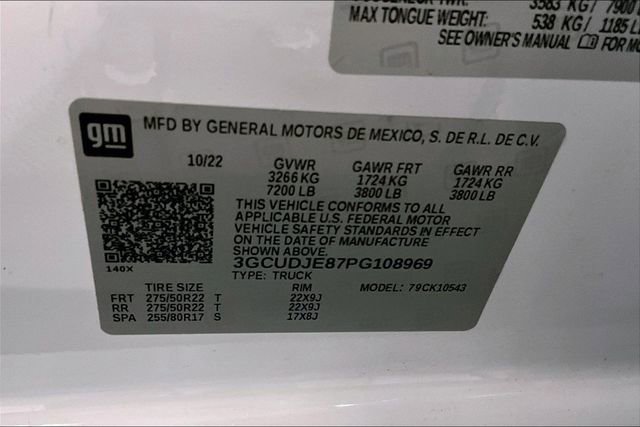 3583 KG/ 7900
MAX TONGUE WEIGHT: 538 KG/ 1185 L
SEE OWNER'S MANUAL FOR MO
gm MFD BY GENERAL MOTORS DE MEXICO, S. DE R.L. DE C.V.
10/22 GVWR GAWR FRT GAWR RR
3266 KG 1724 KG 1724 KG
7200 LB 3800 LB 3800 LB
THIS VEHICLE CONFORMS TO ALL
APPLICABLE U.S. FEDERAL MOTOR
VEHICLE SAFETY STANDARDS IN EFFECT
ON THE DATE OF MANUFACTURE
SHOWN ABOVE.
140X 3GCUDJE87PG108969
TYPE: TRUCK
TIRE SIZE RIM MODEL: 79CK10543
FRT 275/50R22 T 22X9J
RR 275/50R22 T 22X9J
SPA 255/80R17 S 17X8J